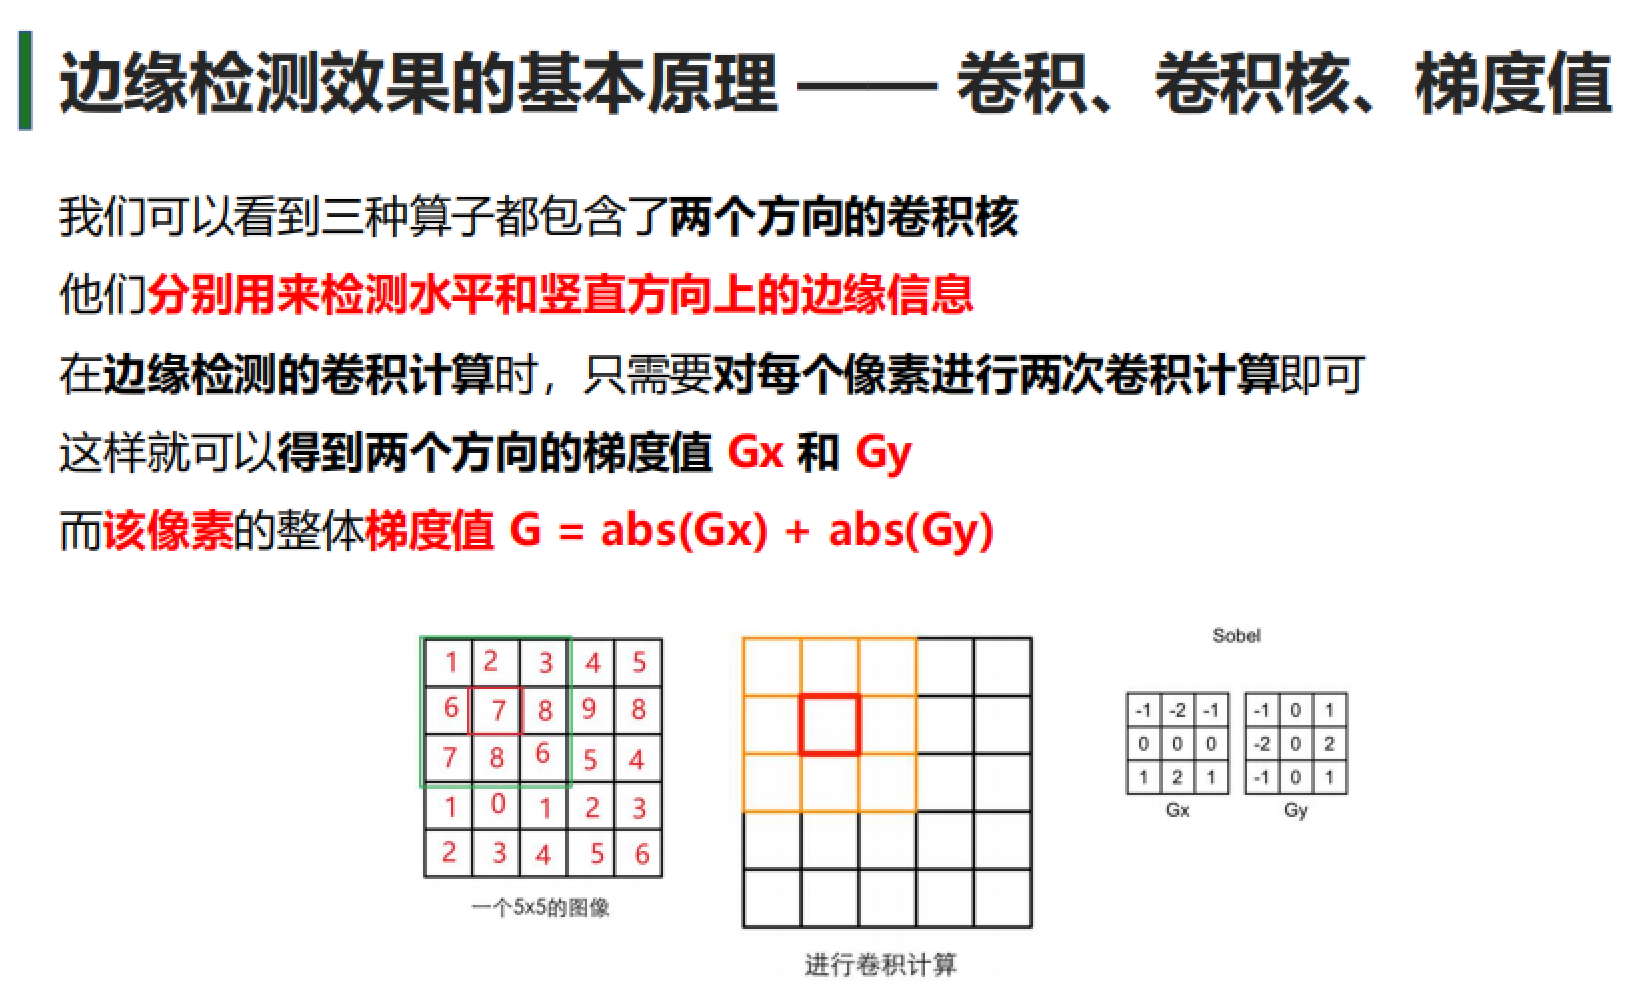 边缘检测效果的基本原理 —— 卷积、卷积核、梯度值
我们可以看到三种算子都包含了两个方向的卷积核
他们分别用来检测水平和竖直方向上的边缘信息
在边缘检测的卷积计算时，只需要对每个像素进行两次卷积计算即可
这样就可以得到两个方向的梯度值 Gx 和 Gy
而该像素的整体梯度值 G = abs(Gx) + abs(Gy)
1 2 3 4 5
6 7 8 9 8
7 8 6 5 4
1 0 1 2 3
2 3 4 5 6
一个5x5的图像
进行卷积计算
Sobel
-1 -2 -1
0 0 0
1 2 1
Gx
-1 0 1
-2 0 2
-1 0 1
Gy